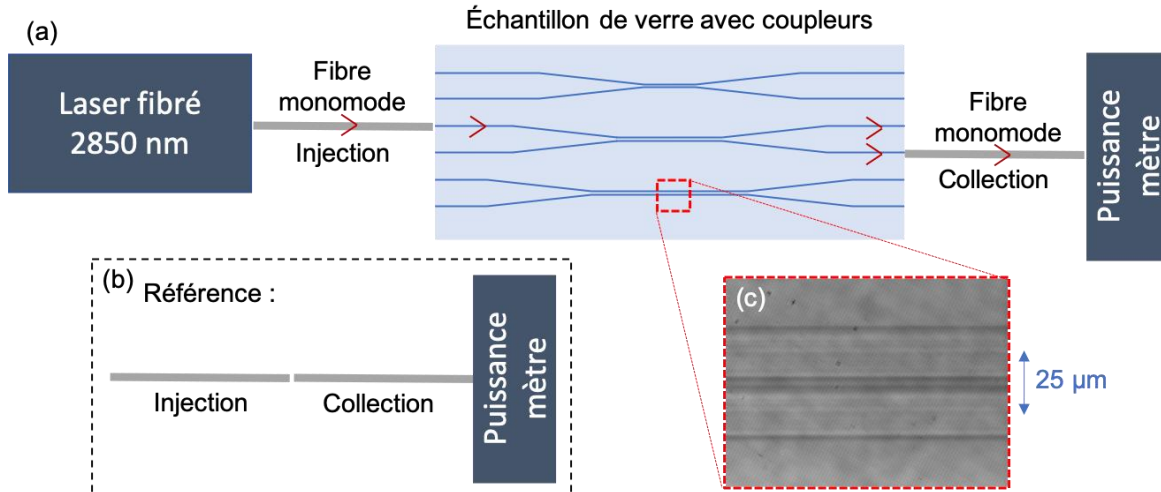 Échantillon de verre avec coupleurs
(a)
Laser fibré
2850 nm
Fibre
monomode
Injection
Fibre
monomode
Collection
Puissance
mètre
(b)
Référence :
Injection
Collection
Puissance
mètre
(c)
25 µm